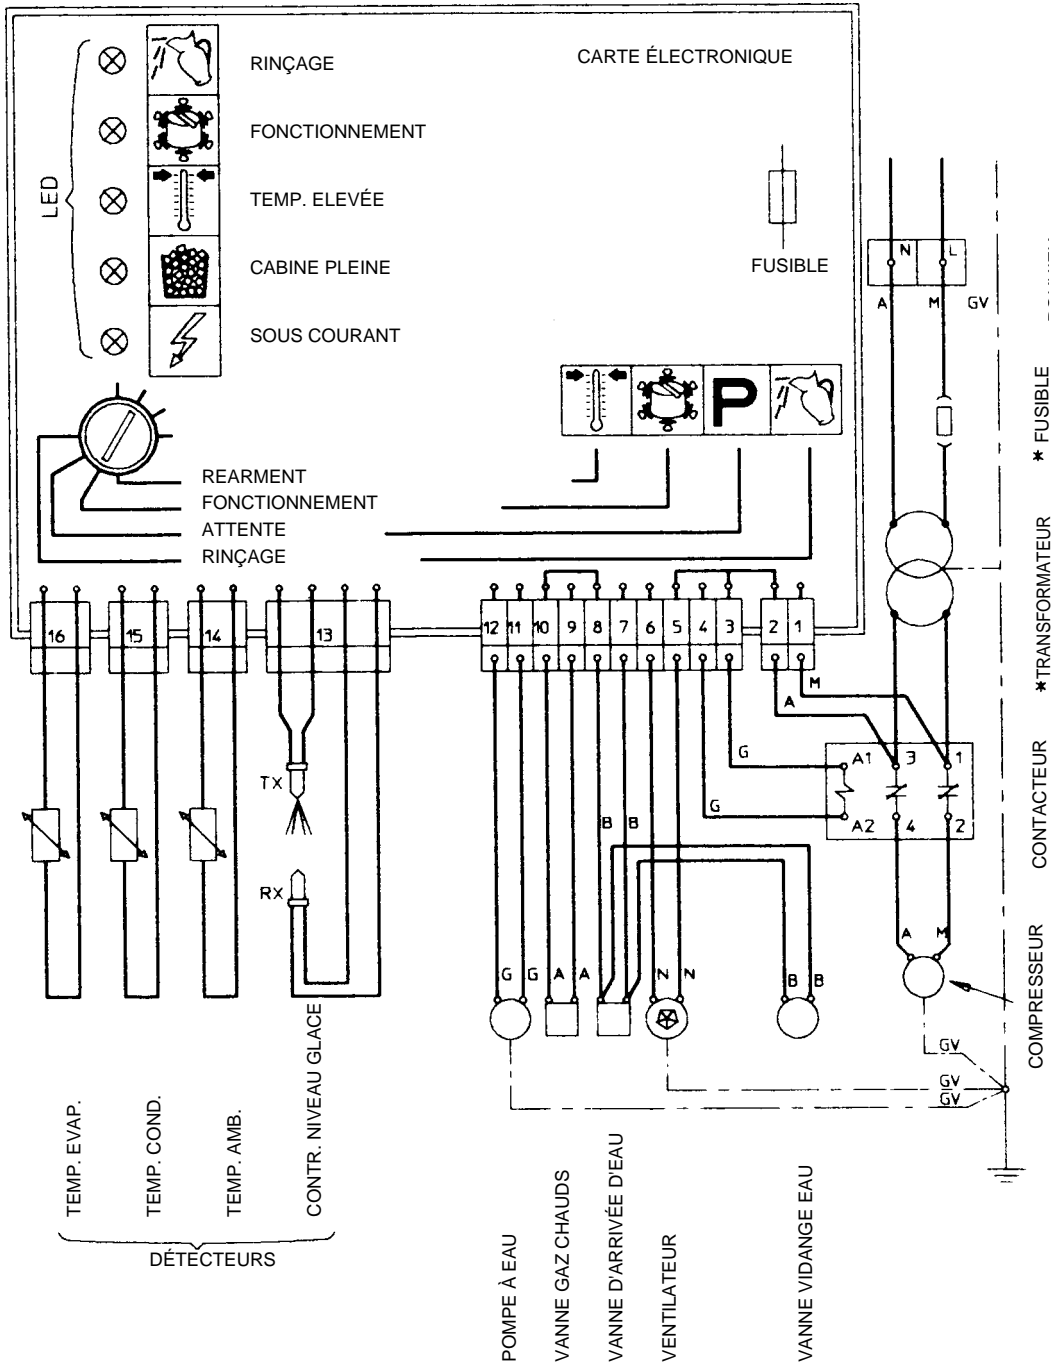 CARTE ÉLECTRONIQUE
LED
RINÇAGE
FONCTIONNEMENT
TEMP. ELEVÉE
CABINE PLEINE
SOUS COURANT
FUSIBLE
N L
A M GV
P
REARMENT
FONCTIONNEMENT
ATTENTE
RINÇAGE
16 15 14 13
12 11 10 9 8 7 6 5 4 3 2 1
M
A
G
G
A1 3 1
A2 4 2
TX
RX
B B
A M
G G A A N N B B
GV
GV
GV
TEMP. EVAP.
TEMP. COND.
TEMP. AMB.
CONTR. NIVEAU GLACE
DÉTECTEURS
POMPE À EAU
VANNE GAZ CHAUDS
VANNE D'ARRIVÉE D'EAU
VENTILATEUR
VANNE VIDANGE EAU
COMPRESSEUR
CONTACTEUR
*TRANSFORMATEUR
* FUSIBLE